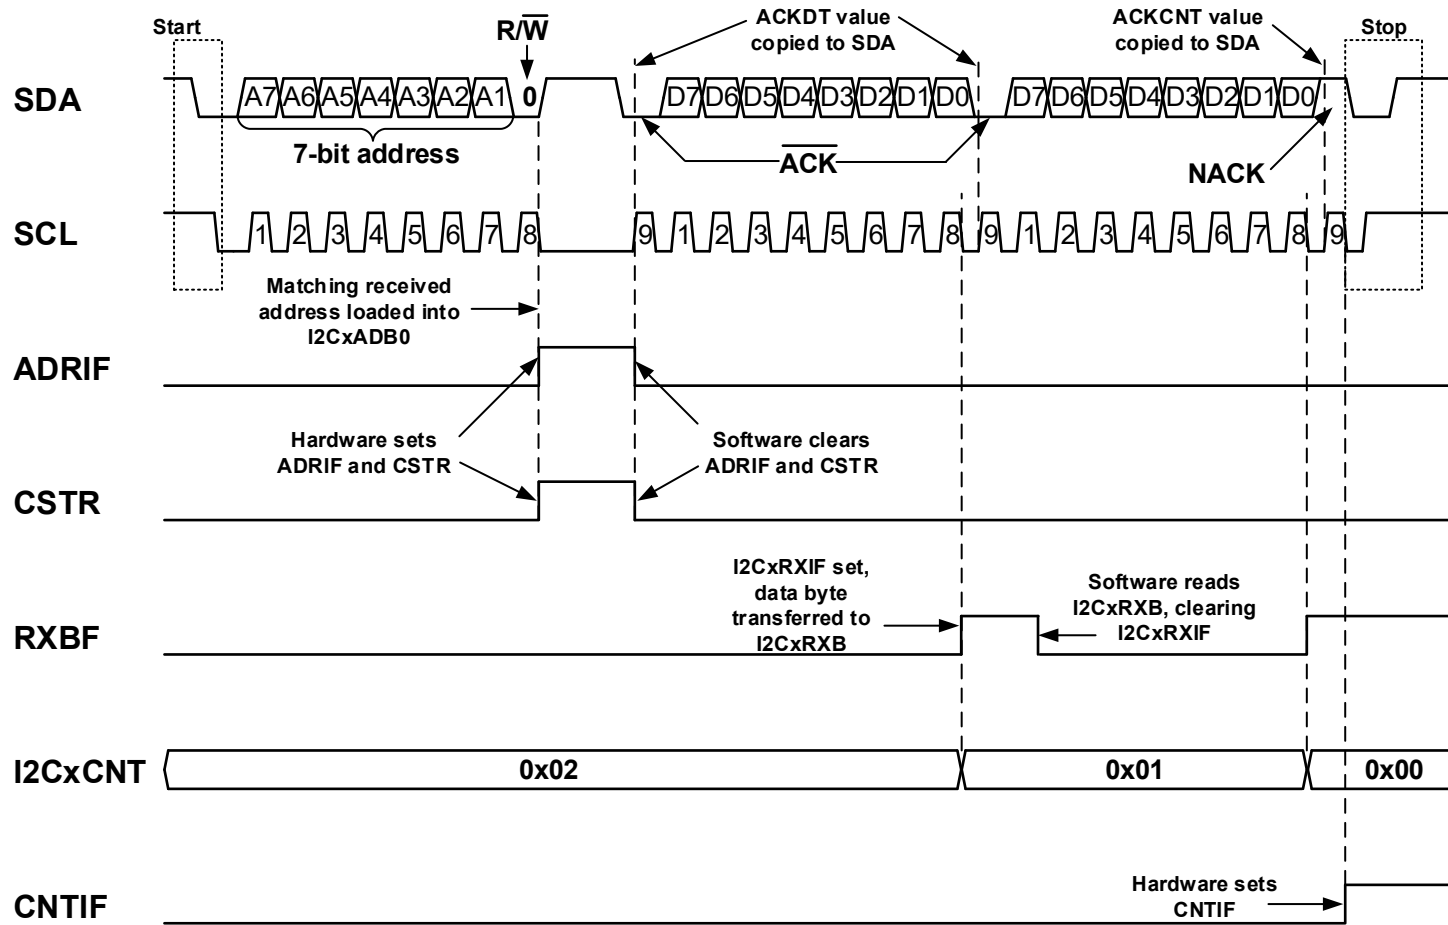 Start
R/W
ACKDT value
copied to SDA
ACKCNT value
copied to SDA
Stop
SDA
A7 A6 A5 A4 A3 A2 A1 0 D7 D6 D5 D4 D3 D2 D1 D0 D7 D6 D5 D4 D3 D2 D1 D0
7-bit address
ACK
NACK
SCL
1 2 3 4 5 6 7 8 9 1 2 3 4 5 6 7 8 9 1 2 3 4 5 6 7 8 9
Matching received
address loaded into
I2CxADB0
ADRIF
Hardware sets
ADRIF and CSTR
Software clears
ADRIF and CSTR
CSTR
I2CxRXIF set,
data byte
transferred to
I2CxRXB
Software reads
I2CxRXB, clearing
I2CxRXIF
RXBF
I2CxCNT
0x02
0x01
0x00
Hardware sets
CNTIF
CNTIF